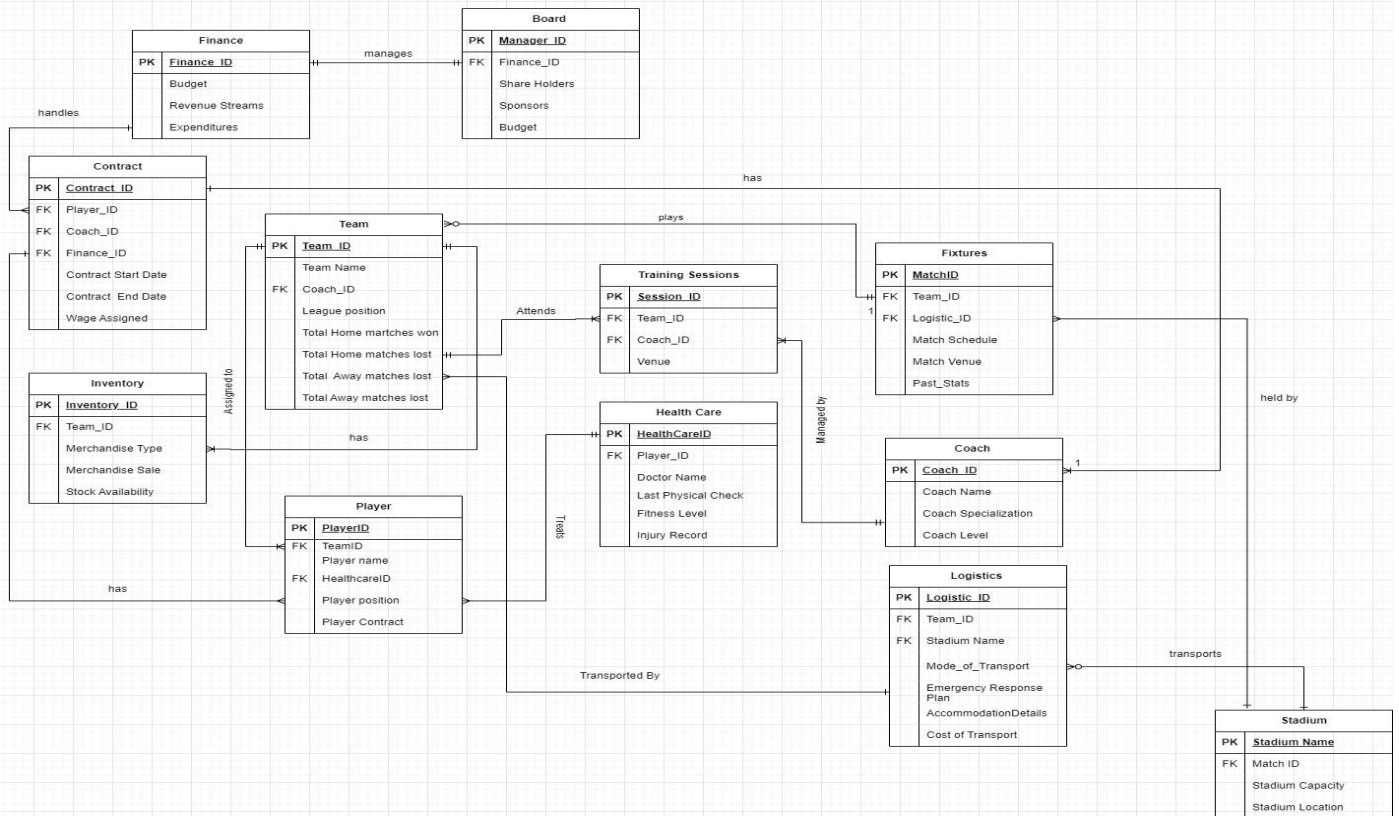 Board
PK Manager_ID
FK Finance_ID
Share Holders
Sponsors
Budget
manages
Finance
PK Finance_ID
Budget
Revenue Streams
Expenditures
handles
Contract
PK Contract_ID
FK Player_ID
FK Coach_ID
FK Finance_ID
Contract Start Date
Contract End Date
Wage Assigned
has
Team
PK Team_ID
Team Name
FK Coach_ID
League position
Total Home martches won
Total Home matches lost
Total Away matches lost
Total Away matches lost
plays
Fixtures
PK MatchID
FK Team_ID
FK Logistic_ID
Match Schedule
Match Venue
Past_Stats
1
Training Sessions
PK Session_ID
FK Team_ID
FK Coach_ID
Venue
Attends
Assigned to
Inventory
PK Inventory_ID
FK Team_ID
Merchandise Type
Merchandise Sale
Stock Availability
has
Health Care
PK HealthCareID
FK Player_ID
Doctor Name
Last Physical Check
Fitness Level
Injury Record
Managed by
held by
Coach
PK Coach_ID
Coach Name
Coach Specialization
Coach Level
1
Player
PK PlayerID
FK TeamID
Player name
FK HealthcareID
Player position
Player Contract
has
Treats
Logistics
PK Logistic_ID
FK Team_ID
FK Stadium Name
Mode_of_Transport
Emergency Response
Plan
AccommodationDetails
Cost of Transport
Transported By
transports
Stadium
PK Stadium Name
FK Match ID
Stadium Capacity
Stadium Location